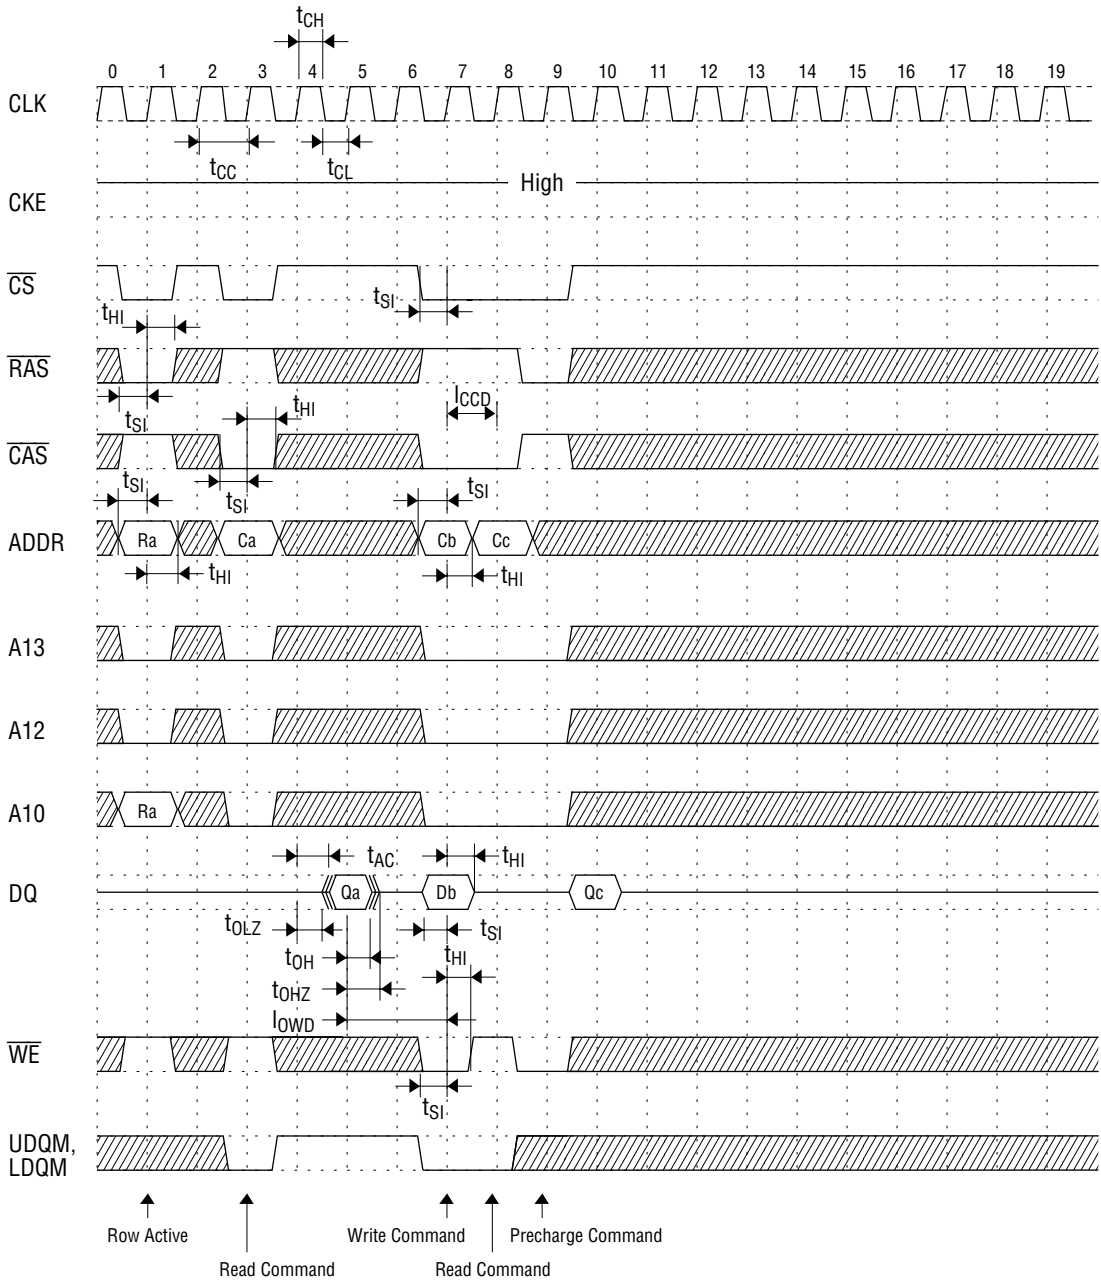 tCH
0 1 2 3 4 5 6 7 8 9 10 11 12 13 14 15 16 17 18 19
CLK
tCC tCL
High
CKE
CS
tSI
tHI
RAS
lCCD
tSI tHI
CAS
tSI tSI tSI
ADDR Ra Ca Cb Cc
tHI tHI
A13
A12
A10 Ra
tAC tHI
DQ Qa Db Qc
tOLZ tSI
tOH tHI
tOHZ
lOWD
WE
tSI
UDQM,
LDQM
Row Active Write Command Precharge Command
Read Command Read Command